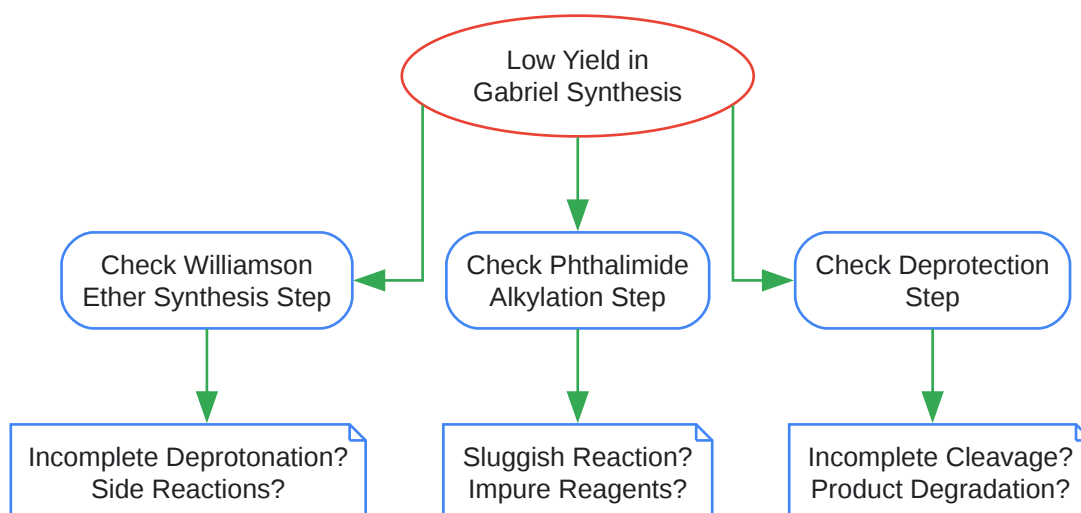 Low Yield in
Gabriel Synthesis
Check Williamson
Ether Synthesis Step
Check Phthalimide
Alkylation Step
Check Deprotection
Step
Incomplete Deprotonation?
Side Reactions?
Sluggish Reaction?
Impure Reagents?
Incomplete Cleavage?
Product Degradation?